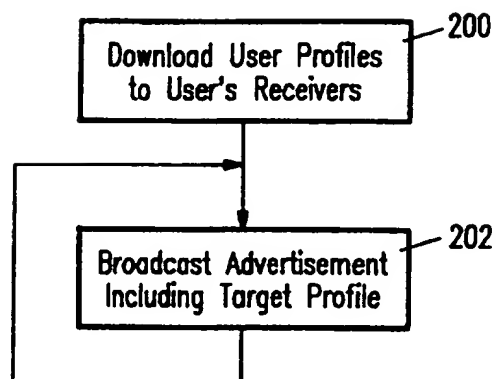 200
Download User Profiles
to User's Receivers
202
Broadcast Advertisement
Including Target Profile